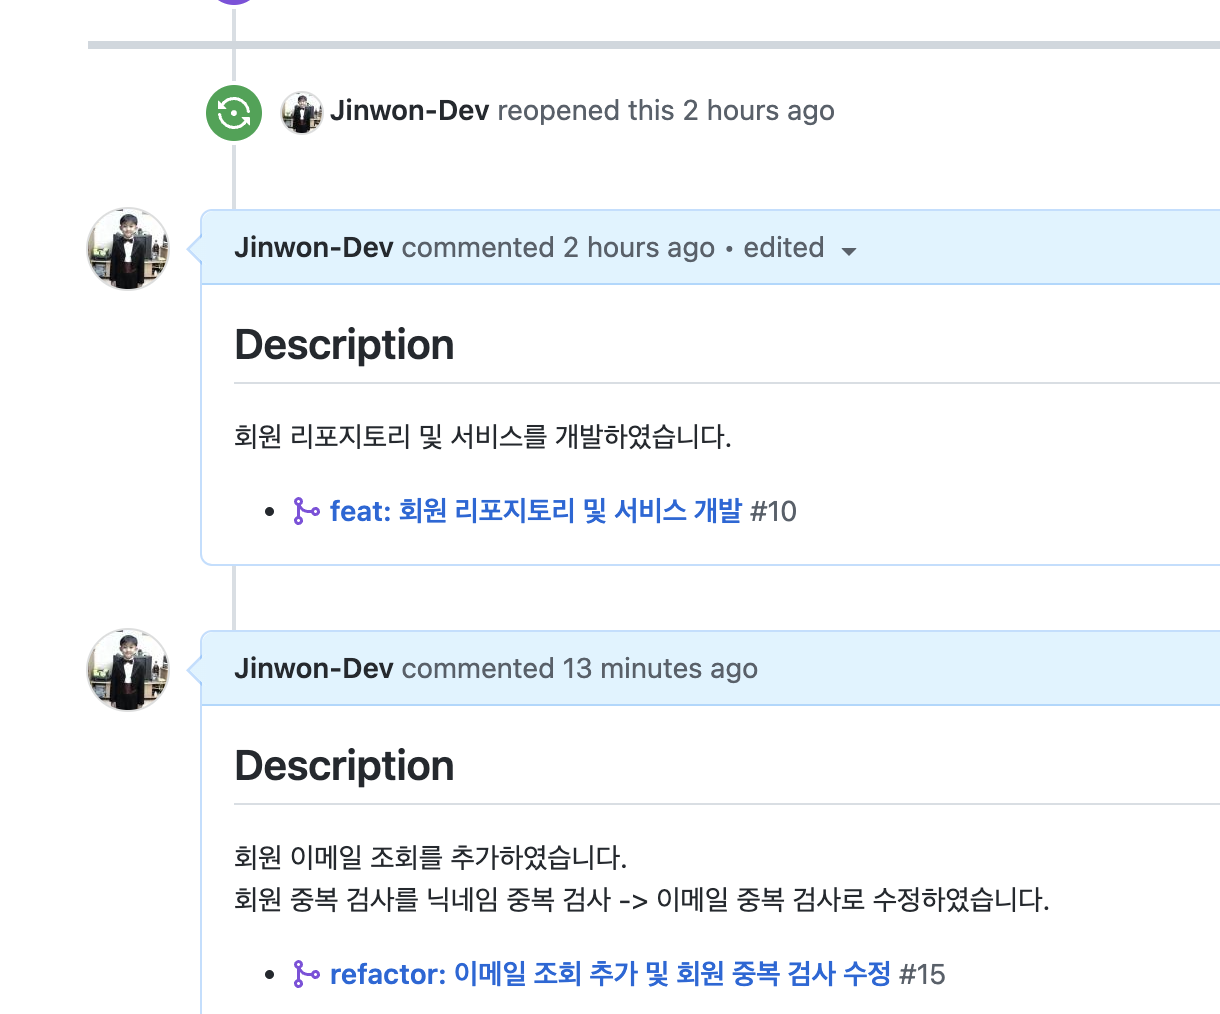 Jinwon-Dev reopened this 2 hours ago
Jinwon-Dev commented 2 hours ago • edited
Description
회원 리포지토리 및 서비스를 개발하였습니다.
• feat: 회원 리포지토리 및 서비스 개발 #10
Jinwon-Dev commented 13 minutes ago
Description
회원 이메일 조회를 추가하였습니다.
회원 중복 검사를 닉네임 중복 검사 -> 이메일 중복 검사로 수정하였습니다.
• refactor: 이메일 조회 추가 및 회원 중복 검사 수정 #15